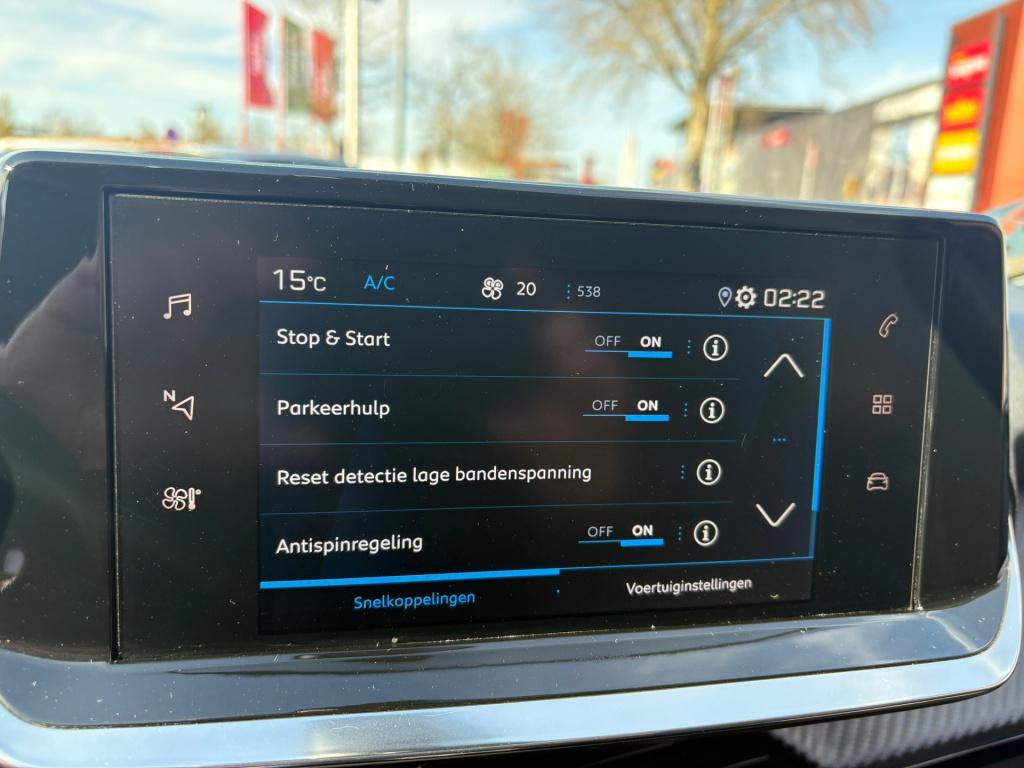 15°C A/C 20 538 02:22
Stop & Start OFF ON
Parkeerhulp OFF ON
N
Reset detectie lage bandenspanning
Antispinregeling OFF ON
Snelkoppelingen Voertuiginstellingen